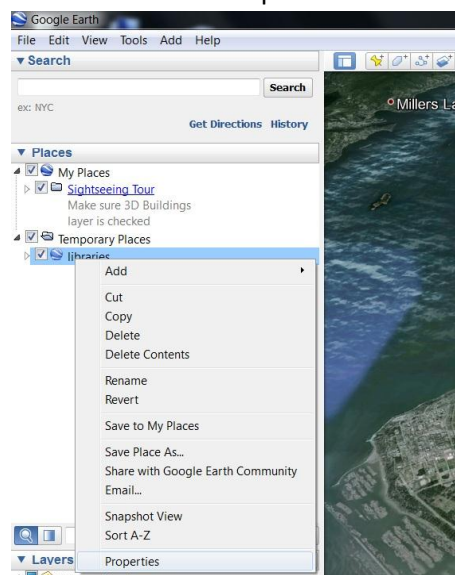 Google Earth
File Edit View Tools Add Help
Search
Search
ex: NYC
Get Directions History
Places
My Places
Sightseeing Tour
Make sure 3D Buildings
layer is checked
Temporary Places
libraries
Add
Cut
Copy
Delete
Delete Contents
Rename
Revert
Save to My Places
Save Place As...
Share with Google Earth Community
Email...
Snapshot View
Sort A-Z
Layers
Properties
Millers La